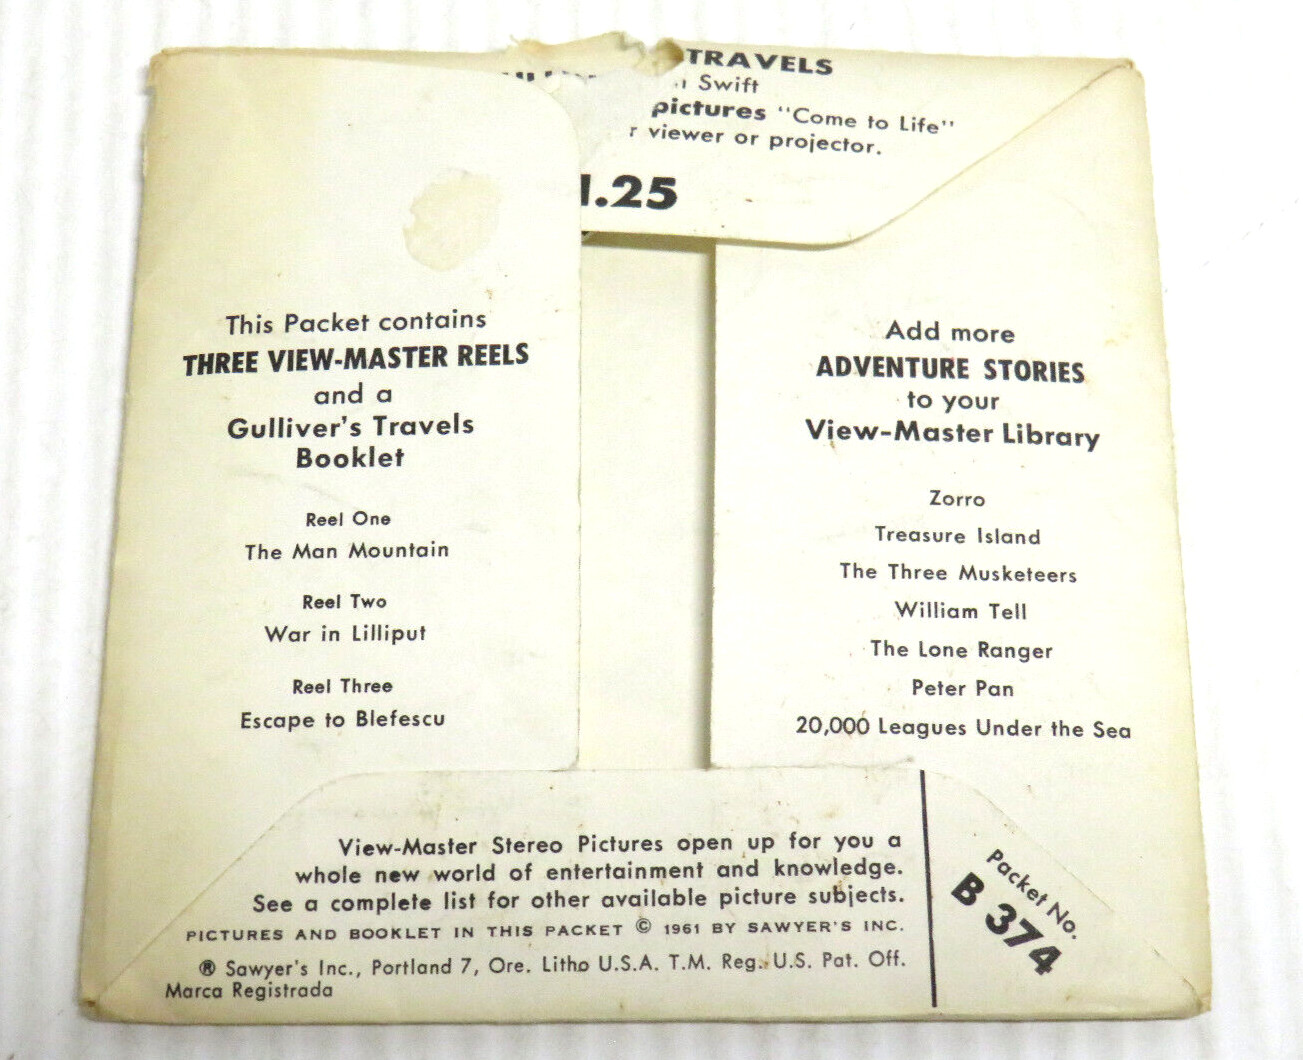 TRAVELS
Swift
pictures "Come to Life"
viewer or projector.
1.25
This Packet contains
THREE VIEW-MASTER REELS
and a
Gulliver's Travels
Booklet
Reel One
The Man Mountain
Reel Two
War in Lilliput
Reel Three
Escape to Blefescu
Add more
ADVENTURE STORIES
to your
View-Master Library
Zorro
Treasure Island
The Three Musketeers
William Tell
The Lone Ranger
Peter Pan
20,000 Leagues Under the Sea
View-Master Stereo Pictures open up for you a
whole new world of entertainment and knowledge.
See a complete list for other available picture subjects.
PICTURES AND BOOKLET IN THIS PACKET © 1961 BY SAWYER'S INC.
® Sawyer's Inc., Portland 7, Ore. Litho U.S.A. T.M. Reg. U.S. Pat. Off.
Marca Registrada
Packet No.
B 374